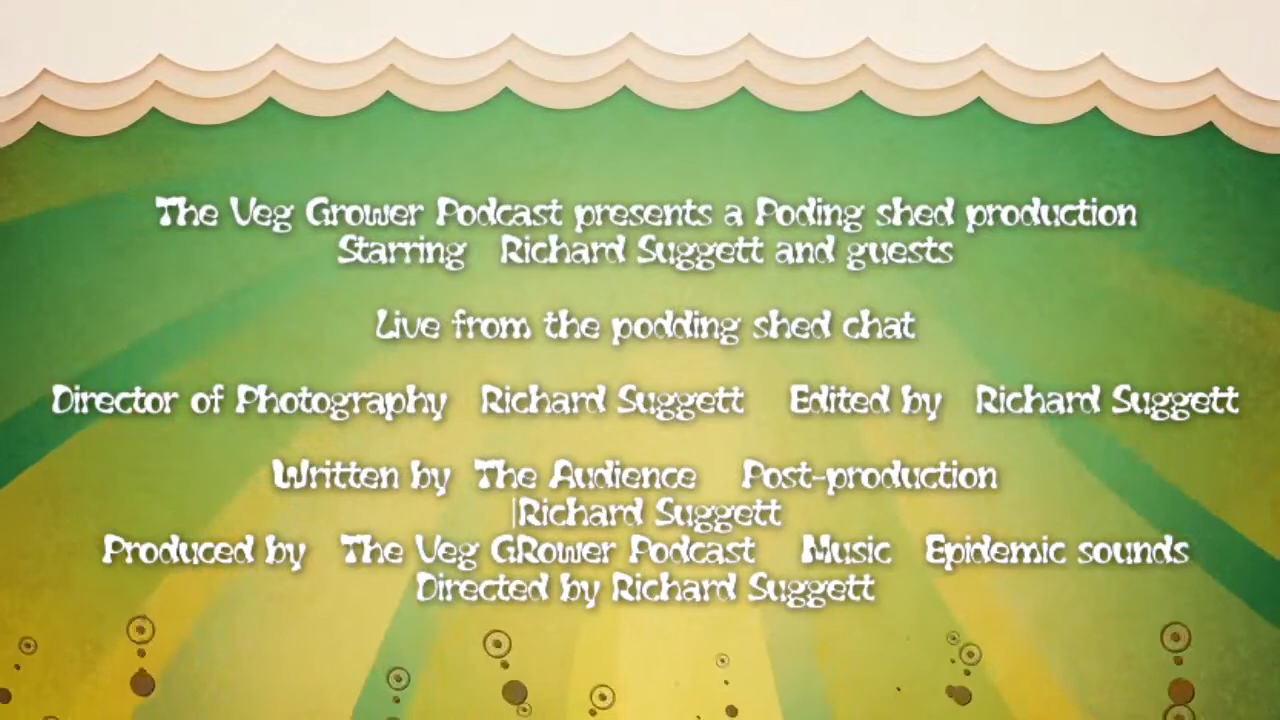 The Veg Grower Podcast presents a Poding shed production
Starring Richard Suggett and guests
Live from the podding shed chat
Director of Photography Richard Suggett Edited by Richard Suggett
Written by The Audience Post-production
|Richard Suggett
Produced by The Veg GRower Podcast Music Epidemic sounds
Directed by Richard Suggett